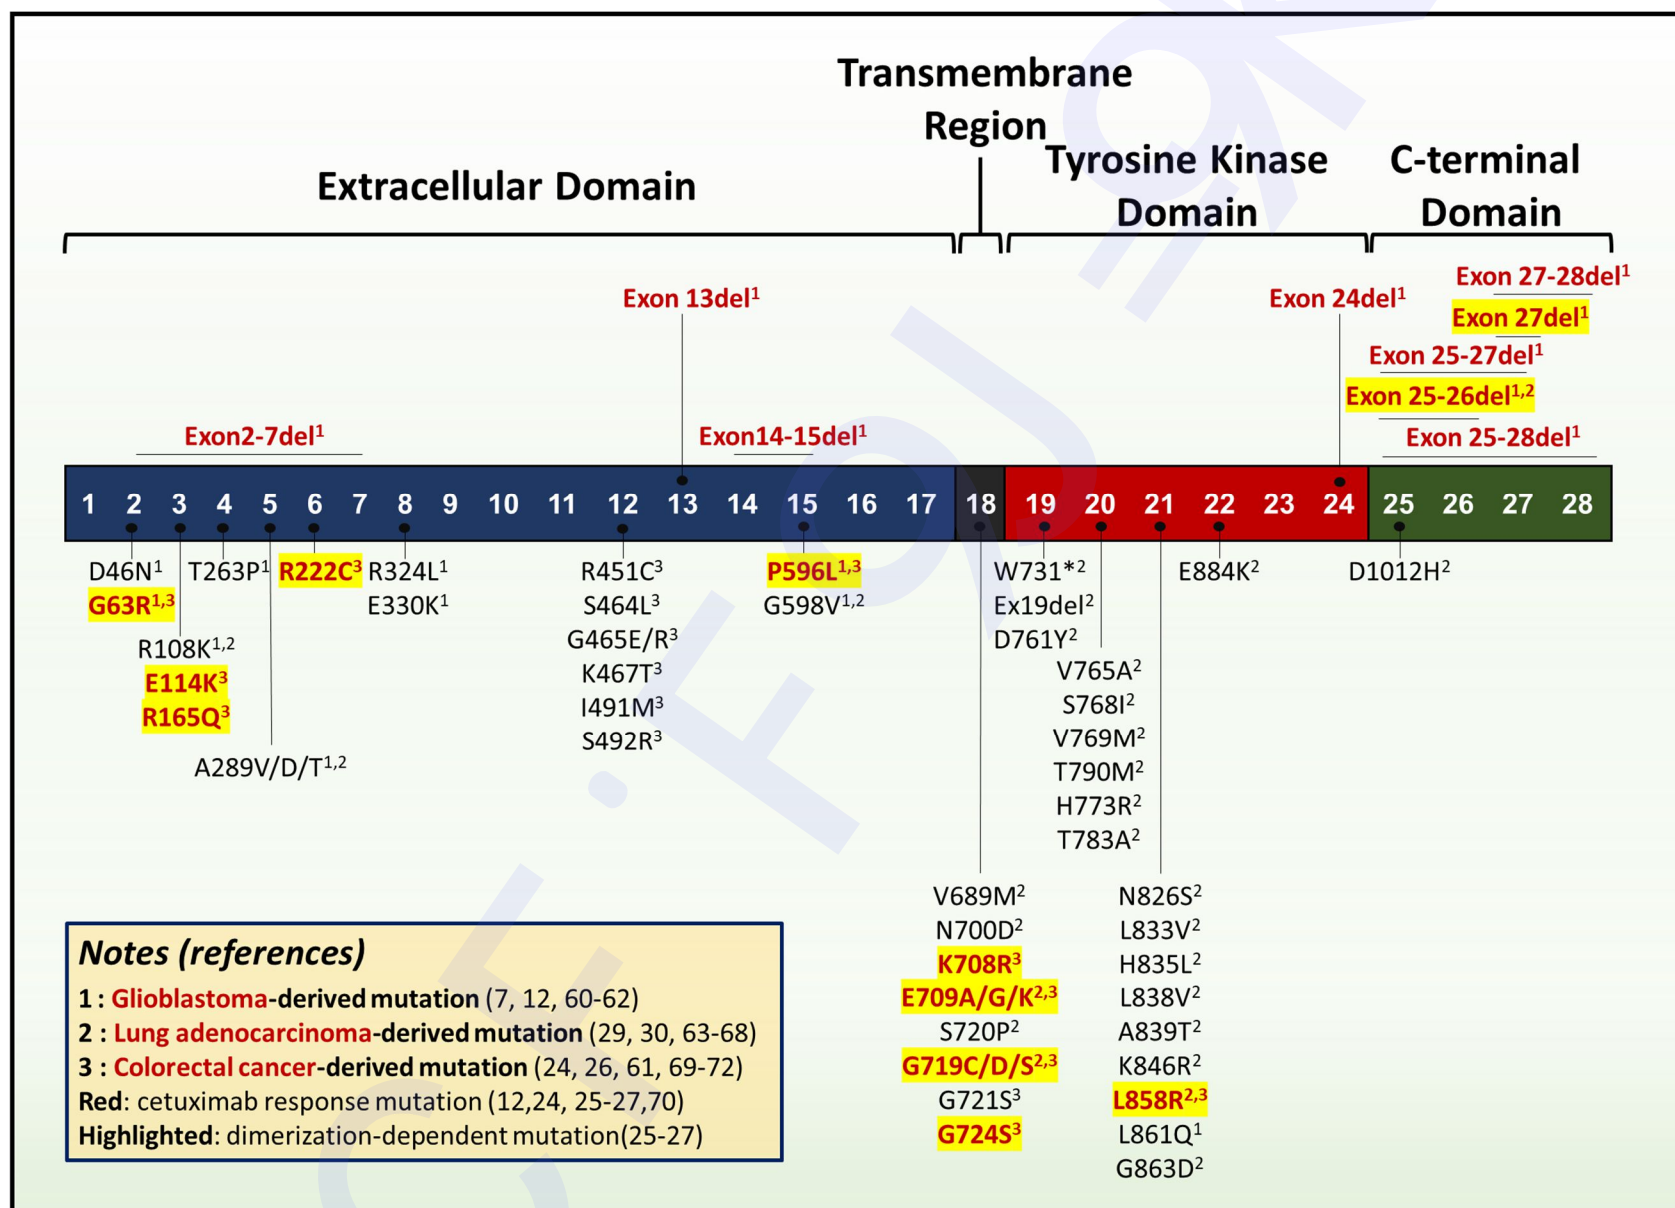 Transmembrane
Region
Extracellular Domain
Tyrosine Kinase
Domain
C-terminal
Domain
Exon 27-28del¹
Exon 13del¹
Exon 24del¹
Exon 27del¹
Exon 25-27del¹
Exon 25-26del¹,²
Exon2-7del¹
Exon14-15del¹
Exon 25-28del¹
1 2 3 4 5 6 7 8 9 10 11 12 13 14 15 16 17 18 19 20 21 22 23 24 25 26 27 28
D46N¹
G63R¹,³
R108K¹,²
E114K³
R165Q³
T263P¹
A289V/D/T¹,²
R222C³
R324L¹
E330K¹
R451C³
S464L³
G465E/R³
K467T³
I491M³
S492R³
P596L¹,³
G598V¹,²
V689M²
N700D²
K708R³
E709A/G/K²,³
S720P²
G719C/D/S²,³
G721S³
G724S³
W731*²
Ex19del²
D761Y²
V765A²
S768I²
V769M²
T790M²
H773R²
T783A²
N826S²
L833V²
H835L²
L838V²
A839T²
K846R²
L858R²,³
L861Q¹
G863D²
E884K²
D1012H²
Notes (references)
1 : Glioblastoma-derived mutation (7, 12, 60-62)
2 : Lung adenocarcinoma-derived mutation (29, 30, 63-68)
3 : Colorectal cancer-derived mutation (24, 26, 61, 69-72)
Red: cetuximab response mutation (12,24, 25-27,70)
Highlighted: dimerization-dependent mutation(25-27)